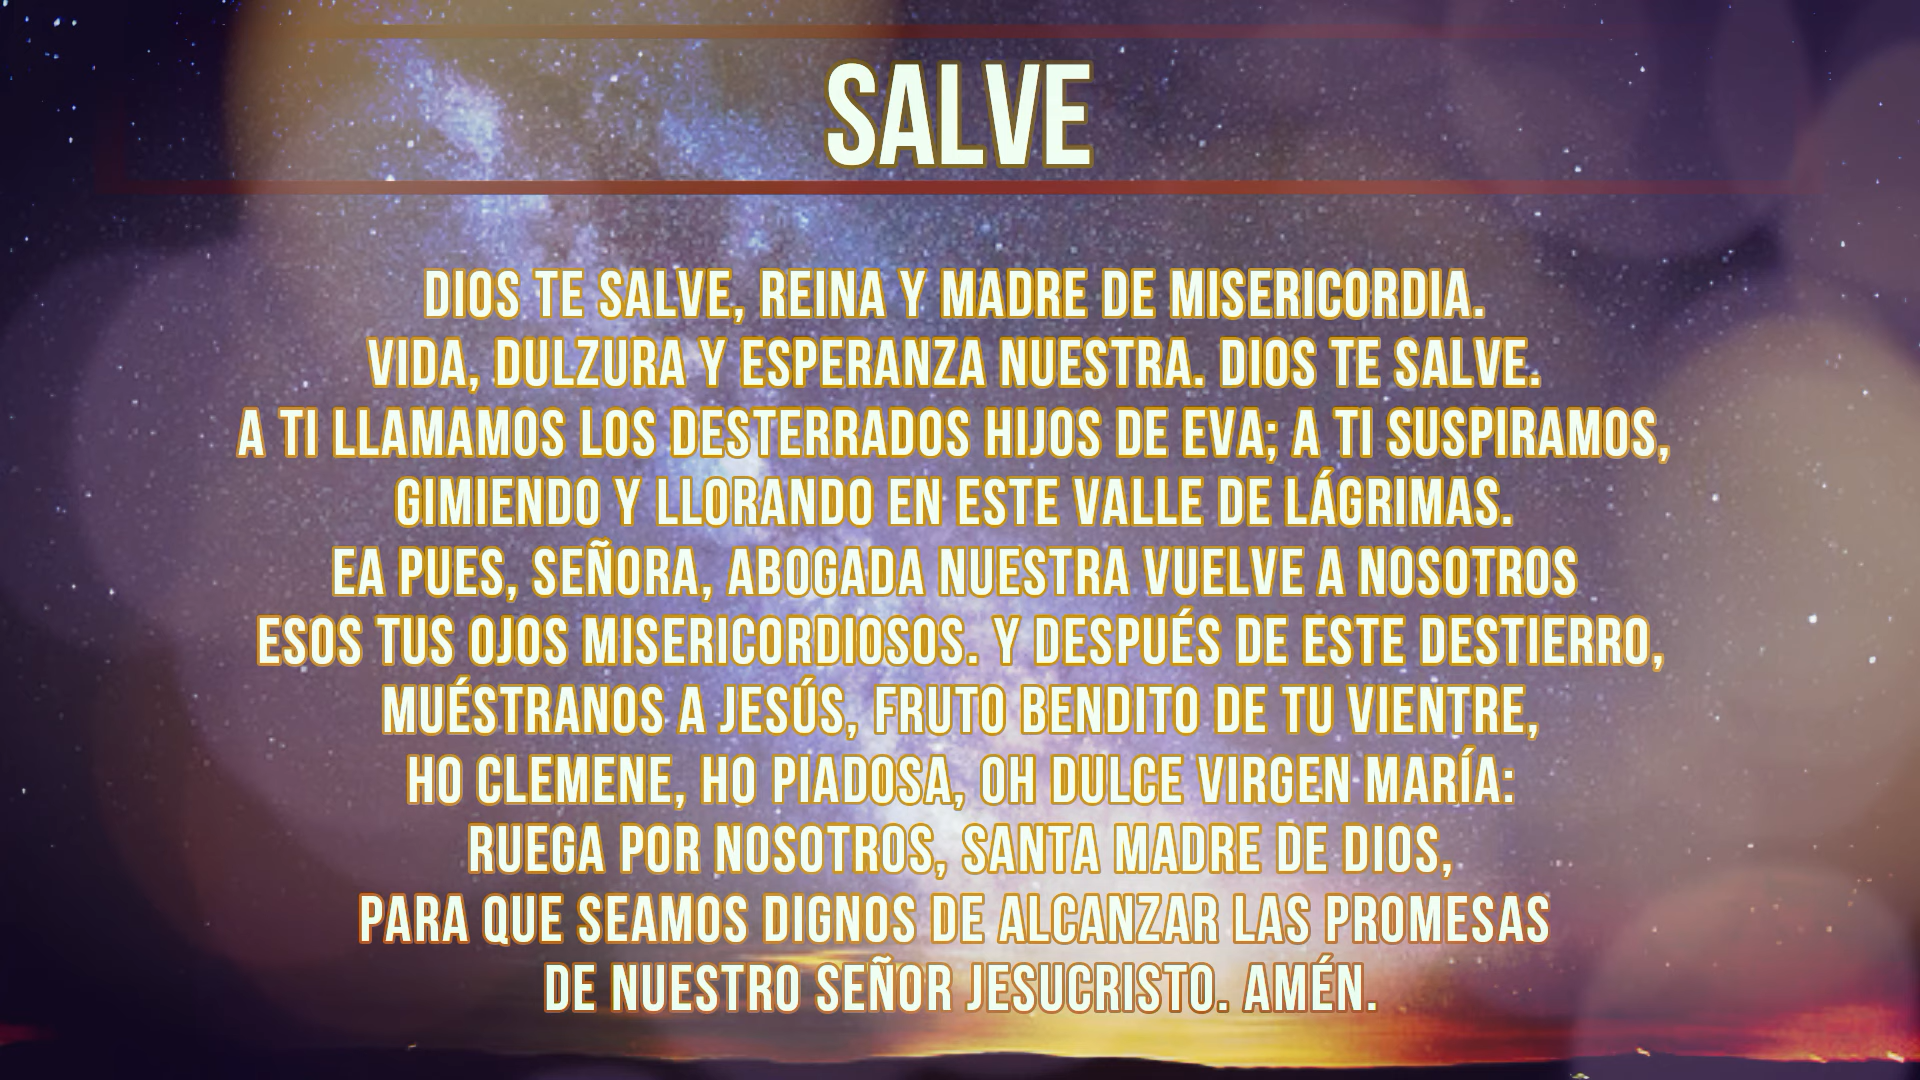 SALVE
DIOS TE SALVE, REINA Y MADRE DE MISERICORDIA.
VIDA, DULZURA Y ESPERANZA NUESTRA. DIOS TE SALVE.
A TI LLAMAMOS LOS DESTERRADOS HIJOS DE EVA; A TI SUSPIRAMOS,
GIMIENDO Y LLORANDO EN ESTE VALLE DE LÁGRIMAS.
EA PUES, SEÑORA, ABOGADA NUESTRA VUELVE A NOSOTROS
ESOS TUS OJOS MISERICORDIOSOS. Y DESPUÉS DE ESTE DESTIERRO,
MUÉSTRANOS A JESÚS, FRUTO BENDITO DE TU VIENTRE,
HO CLEMENE, HO PIADOSA, OH DULCE VIRGEN MARÍA:
RUEGA POR NOSOTROS, SANTA MADRE DE DIOS,
PARA QUE SEAMOS DIGNOS DE ALCANZAR LAS PROMESAS
DE NUESTRO SEÑOR JESUCRISTO. AMÉN.